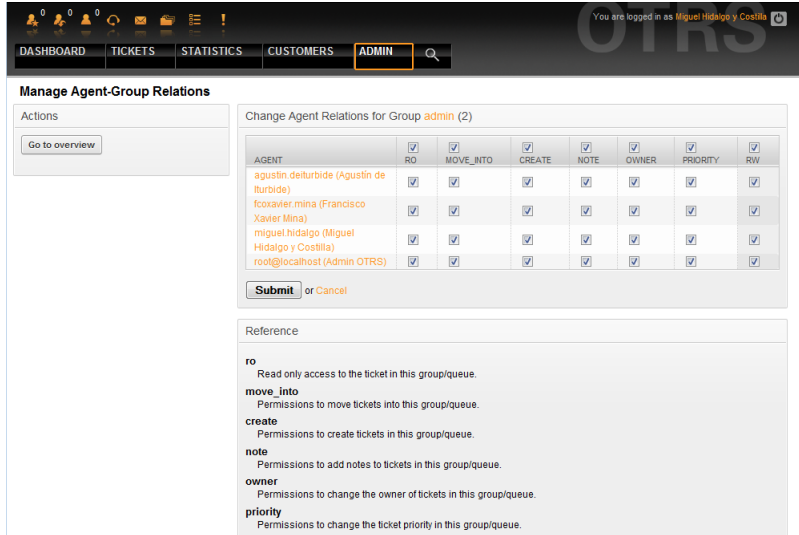 0 0 0
You are logged in as Miguel Hidalgo y Costilla
OTRS
DASHBOARD TICKETS STATISTICS CUSTOMERS ADMIN
Manage Agent-Group Relations
Actions
Go to overview
Change Agent Relations for Group admin (2)
AGENT RO MOVE_INTO CREATE NOTE OWNER PRIORITY RW
agustin.deiturbide (Agustín de
Iturbide)
fcoxavier.mina (Francisco
Xavier Mina)
miguel.hidalgo (Miguel
Hidalgo y Costilla)
root@localhost (Admin OTRS)
Submit or Cancel
Reference
ro
Read only access to the ticket in this group/queue.
move_into
Permissions to move tickets into this group/queue.
create
Permissions to create tickets in this group/queue.
note
Permissions to add notes to tickets in this group/queue.
owner
Permissions to change the owner of tickets in this group/queue.
priority
Permissions to change the ticket priority in this group/queue.